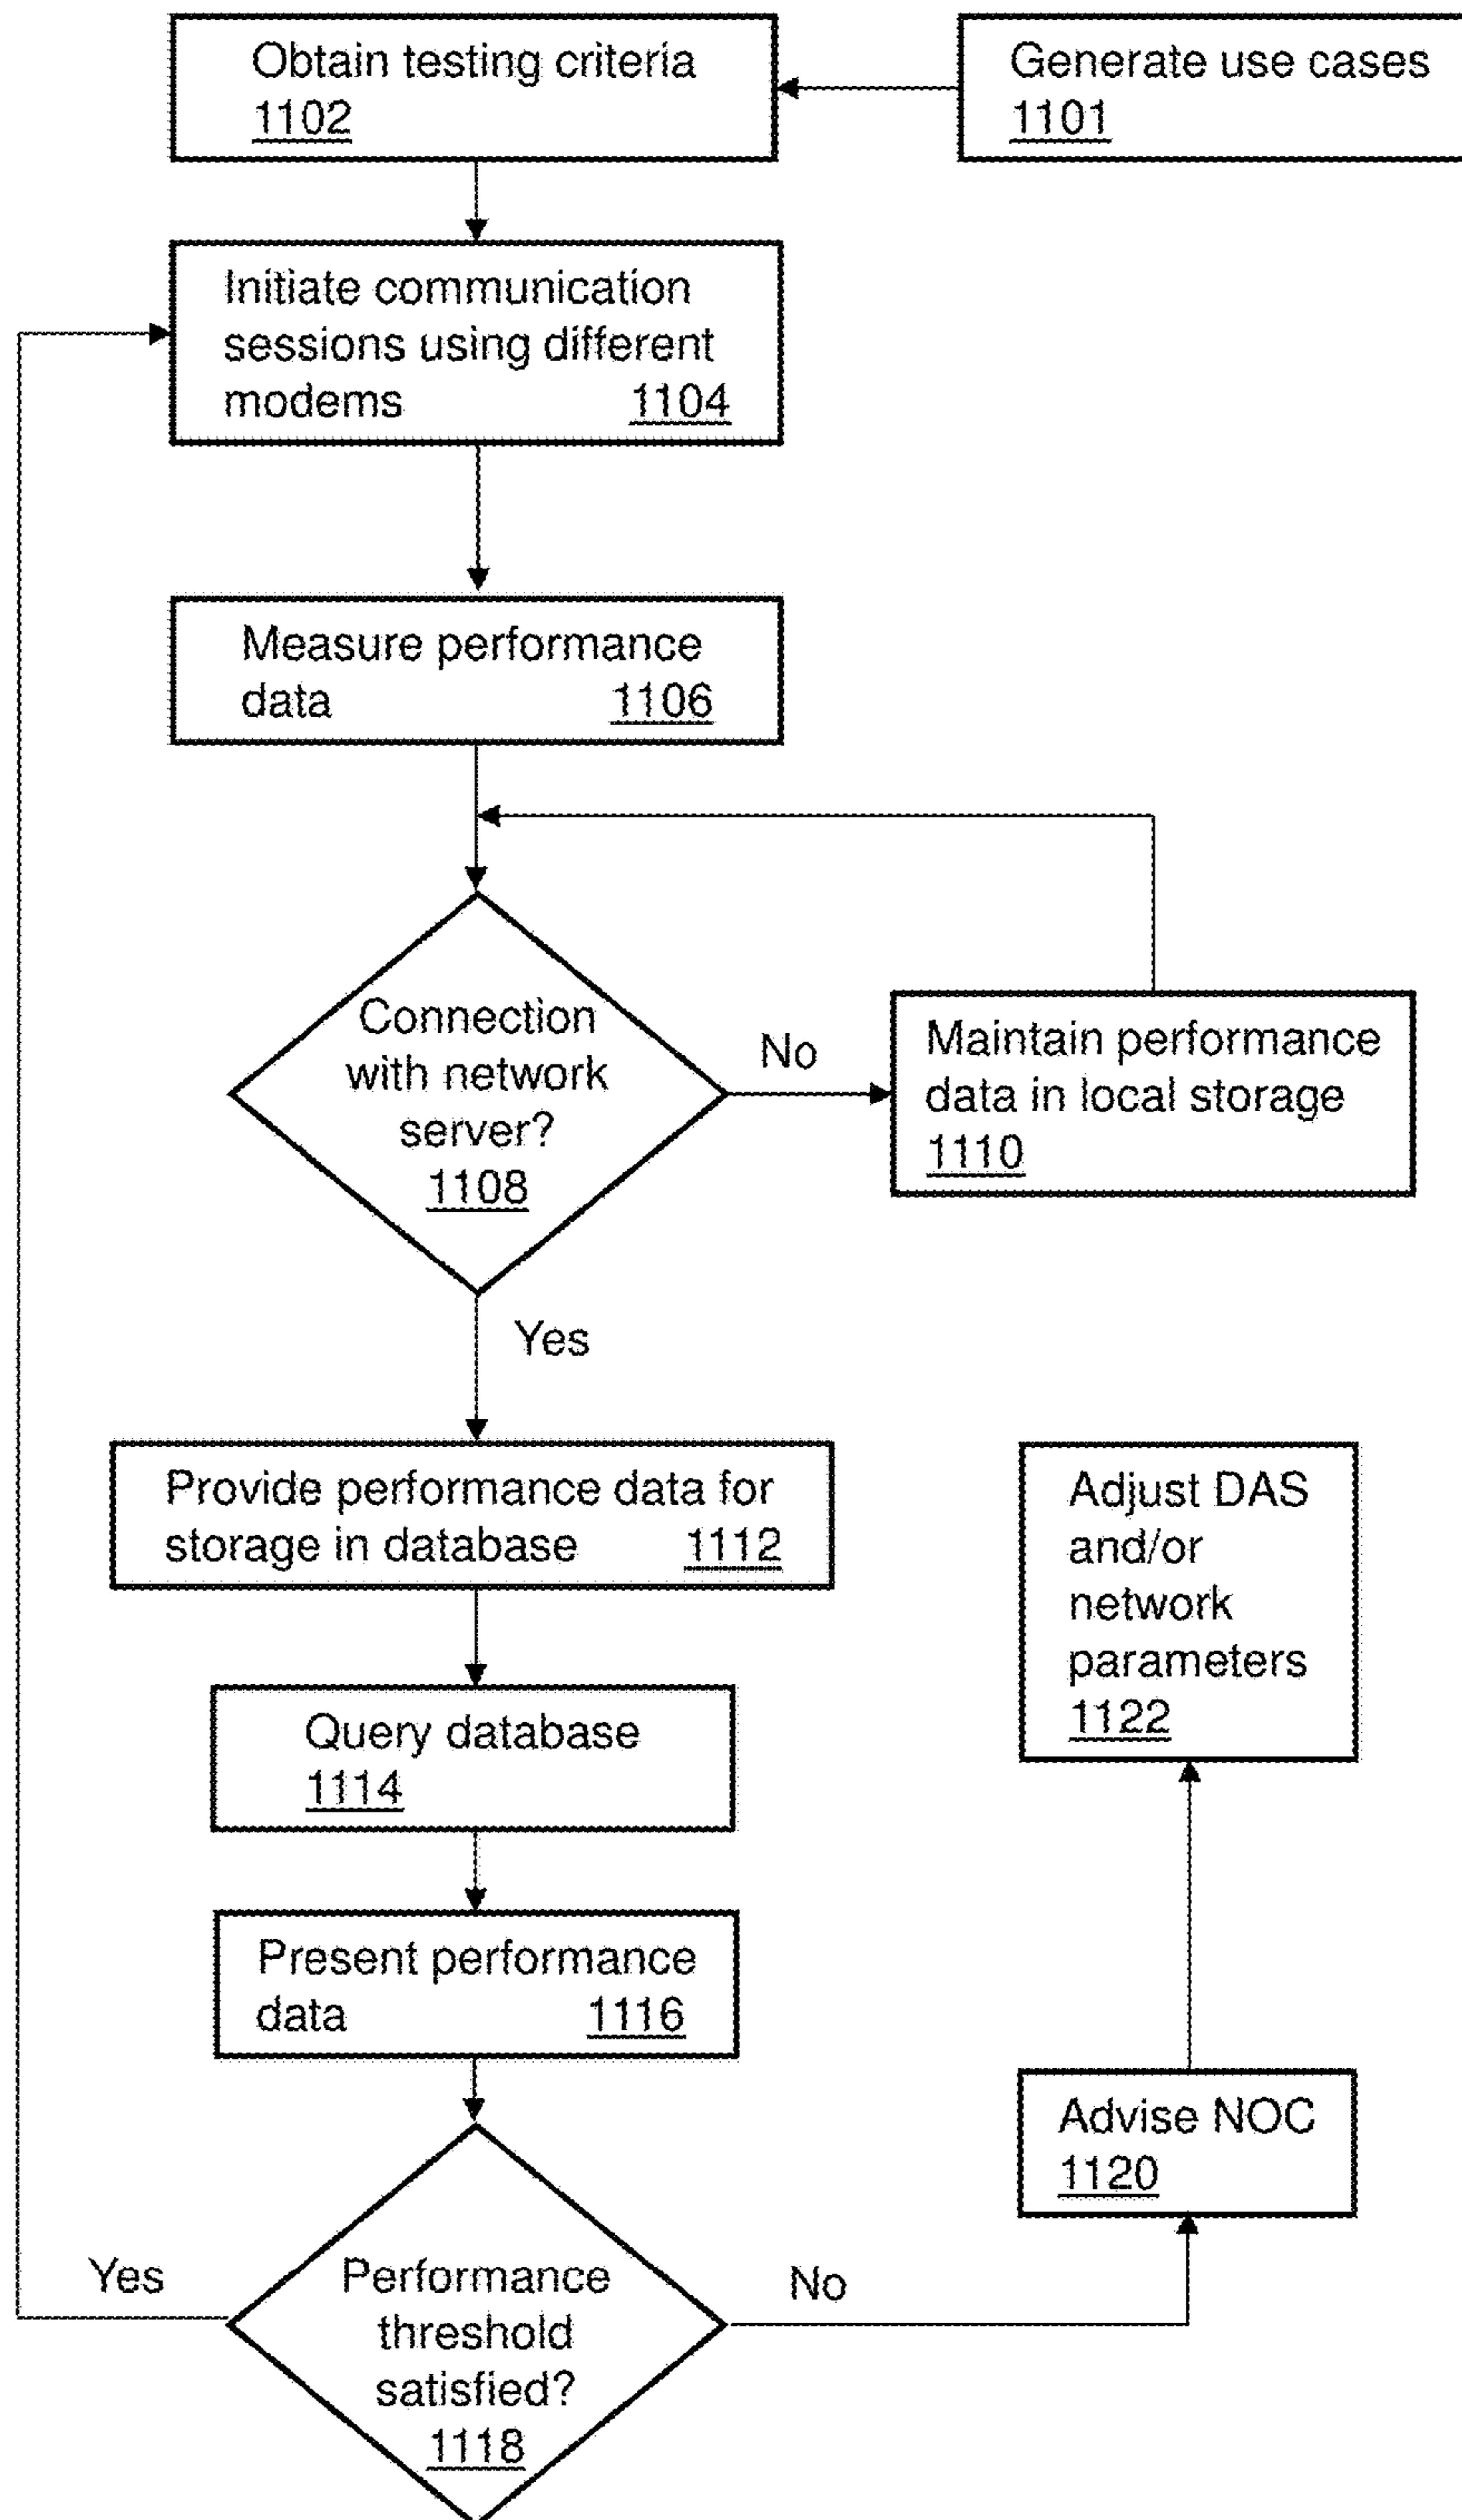 Obtain testing criteria
1102
Generate use cases
1101
Initiate communication
sessions using different
modems 1104
Measure performance
data 1106
Connection
with network
server?
1108
No
Maintain performance
data in local storage
1110
Yes
Provide performance data for
storage in database 1112
Adjust DAS
and/or
network
parameters
1122
Query database
1114
Present performance
data 1116
Advise NOC
1120
Yes
Performance
threshold
satisfied?
1118
No